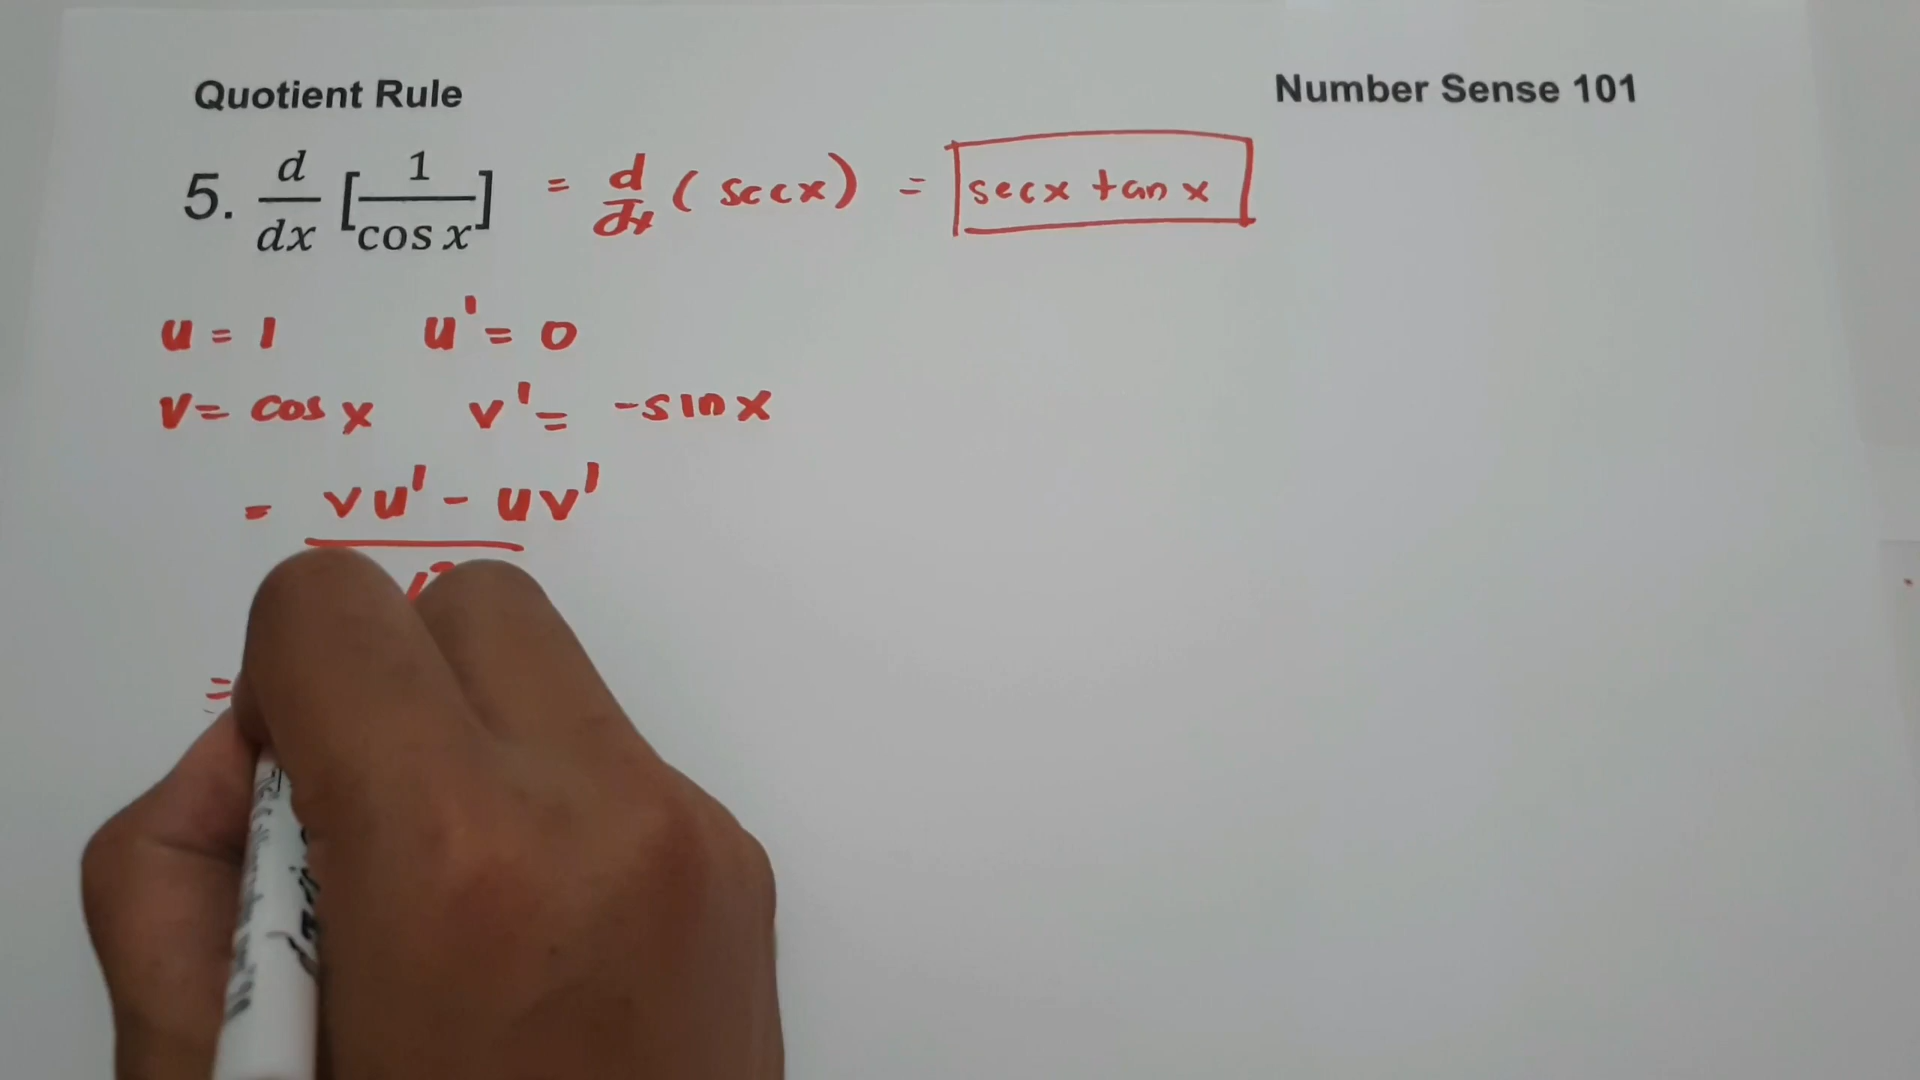 Quotient Rule
Number Sense 101
5. d/dx [1/cos x] = d/dx (secx) = secx tan x
u = 1 u' = 0
v = cos x v' = -sin x
= vu' - uv'
=